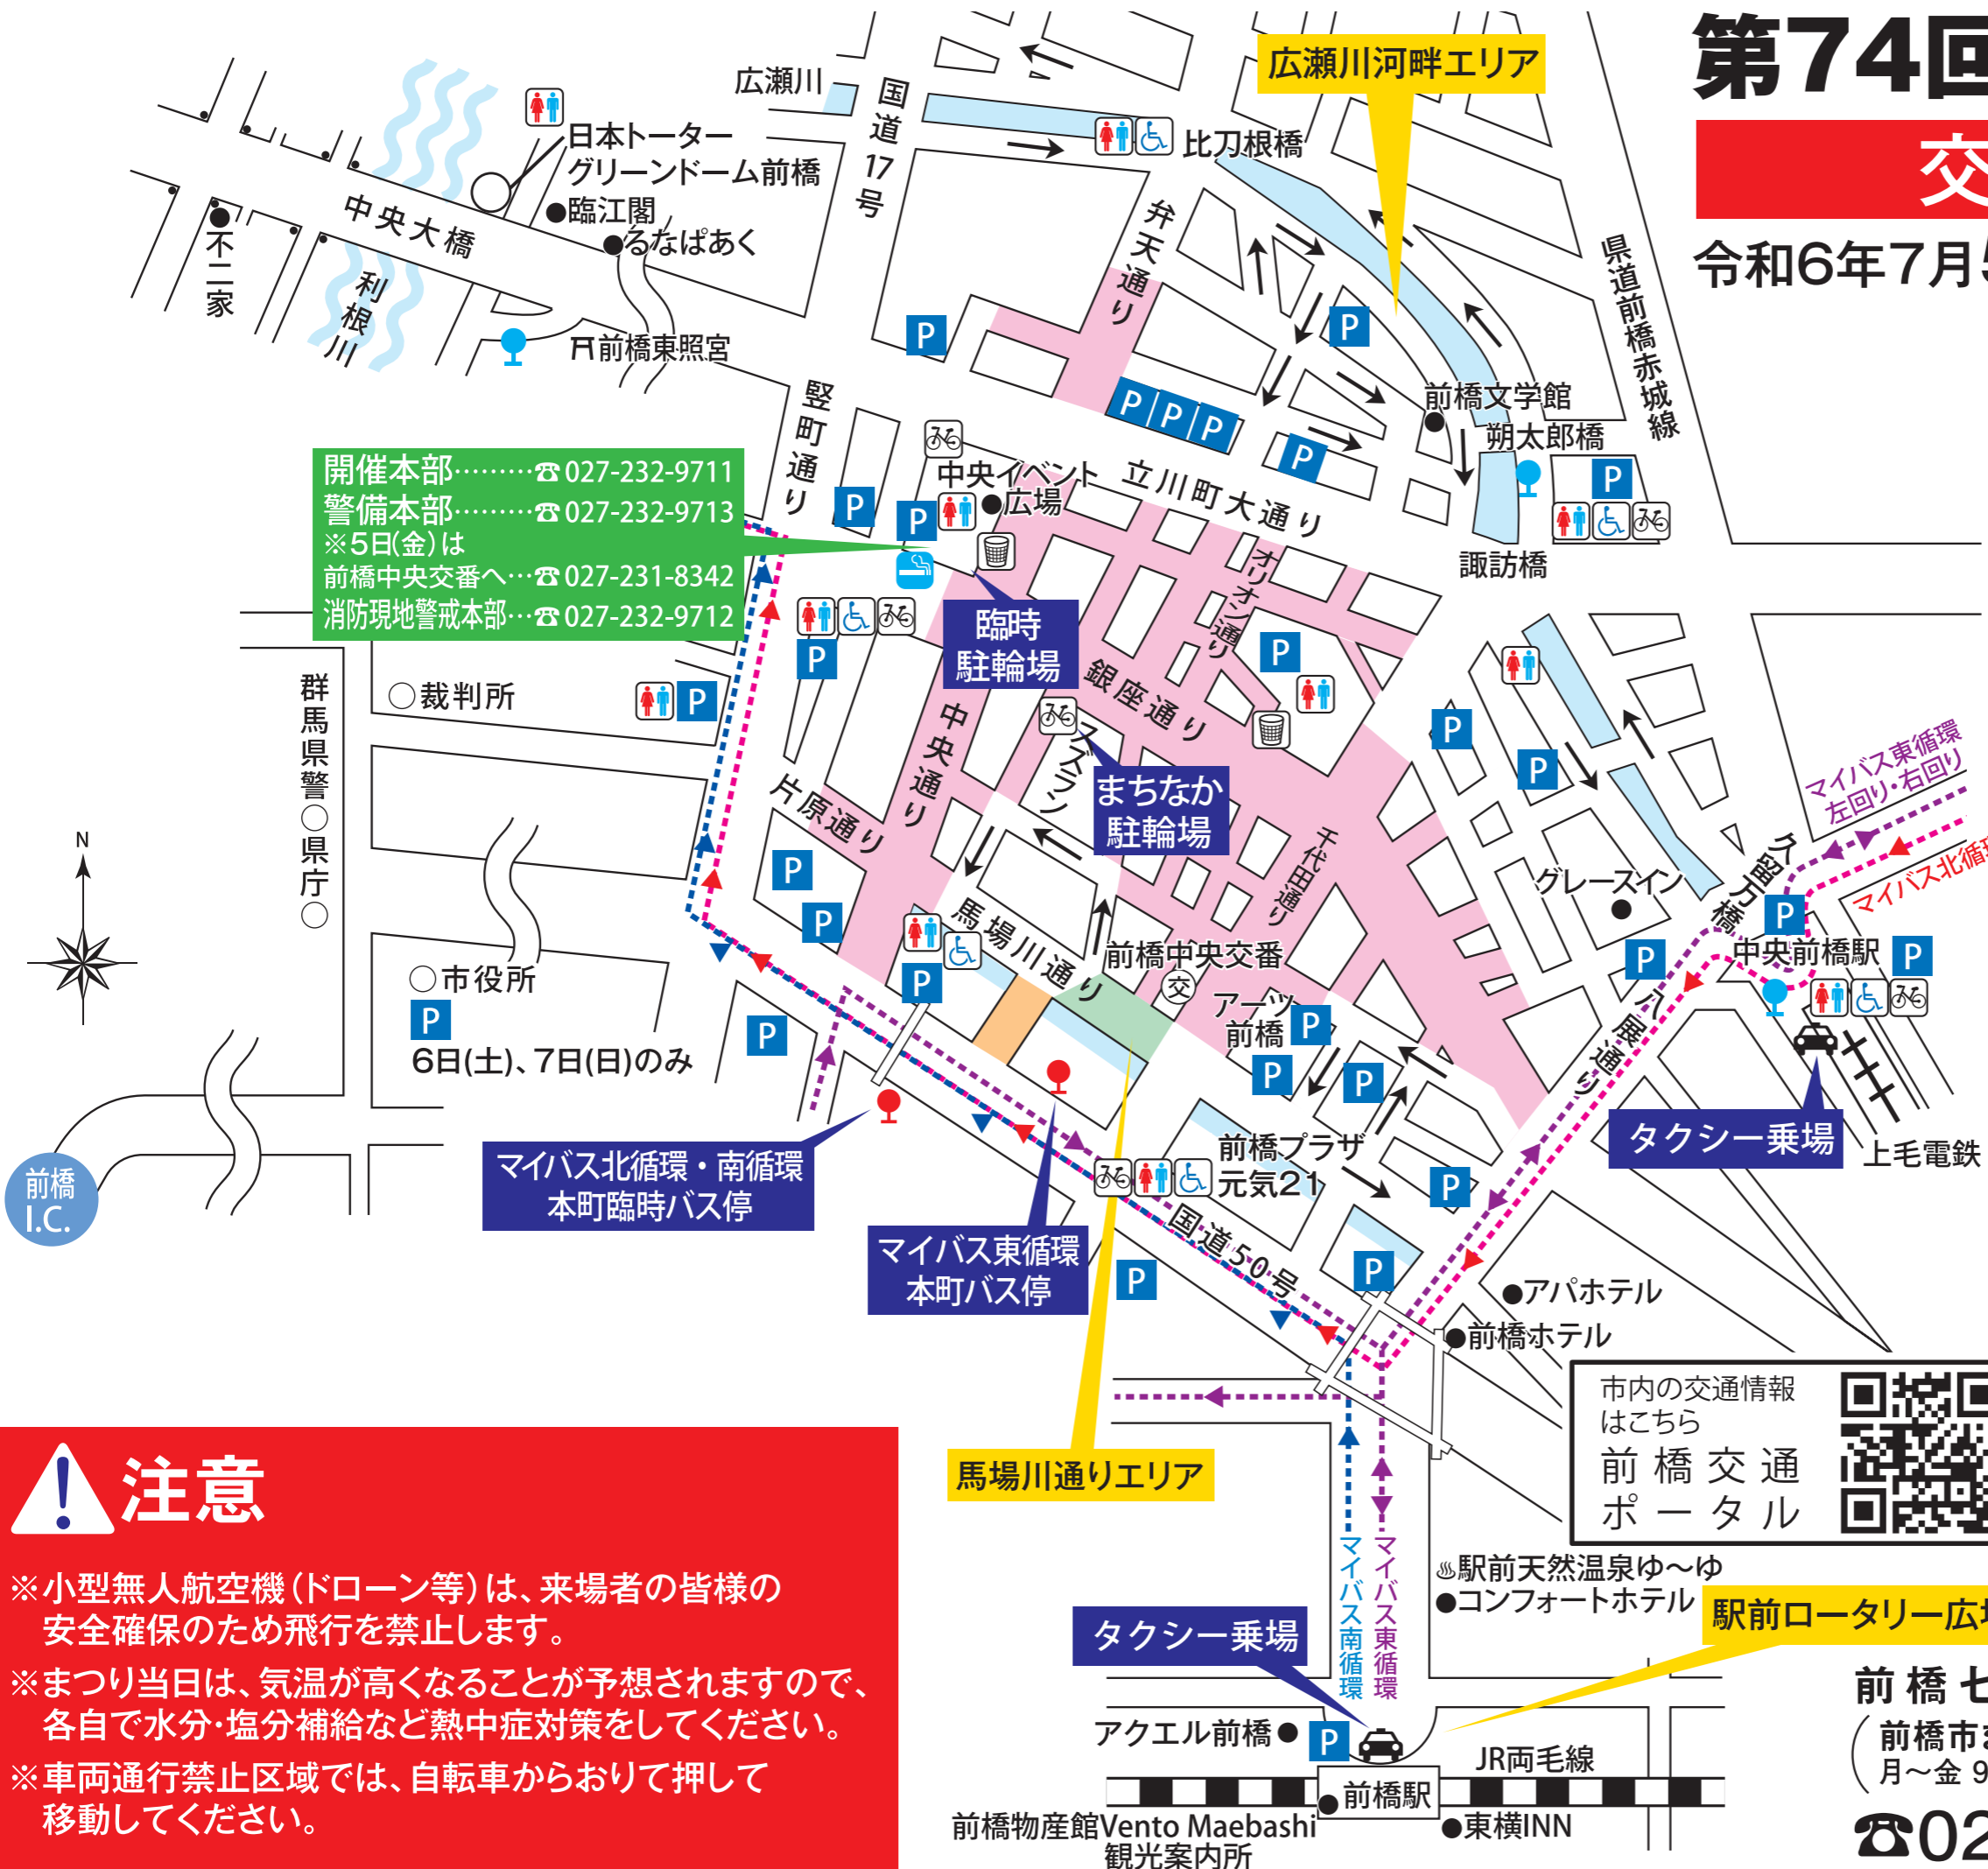 第74回
交
令和6年7月5
広瀬川河畔エリア
広瀬川
国道17号
日本トーター
グリーンドーム前橋
●臨江閣
●るなぱあく
中央大橋
不二家
利根川
前橋東照宮
比刀根橋
弁天通り
県道前橋赤城線
竪町通り
P
P
P P P
P
前橋文学館
朔太郎橋
P
諏訪橋
開催本部………☎027-232-9711
警備本部………☎027-232-9713
※5日(金)は
前橋中央交番へ…☎027-231-8342
消防現地警戒本部…☎027-232-9712
P
P
中央イベント
●広場
立川町大通り
オリオン通り
臨時
駐輪場
P
P
P
銀座通り
中央通り
スズラン
まちなか
駐輪場
片原通り
千代田通り
群馬県警○県庁○
○裁判所
N
P
P
マイバス東循環
左回り・右回り
マイバス北循環
久留万橋
グレースイン
P
中央前橋駅
P
P
八展通り
タクシー乗場
上毛電鉄
P
P
馬場川通り
前橋中央交番
交
アーツ
前橋
P
P
P
P
P
○市役所
P
6日(土)、7日(日)のみ
前橋
I.C.
マイバス北循環・南循環
本町臨時バス停
マイバス東循環
本町バス停
前橋プラザ
元気21
P
国道50号
P
P
●アパホテル
●前橋ホテル
市内の交通情報
はこちら
前橋交通
ポータル
馬場川通りエリア
マイバス南循環
マイバス東循環
♨駅前天然温泉ゆ~ゆ
●コンフォートホテル
駅前ロータリー広
タクシー乗場
アクエル前橋●
P
JR両毛線
前橋駅
前橋物産館Vento Maebashi
観光案内所
●東横INN
前橋七
前橋市
月~金 9
☎02
注意
※小型無人航空機(ドローン等)は、来場者の皆様の
安全確保のため飛行を禁止します。
※まつり当日は、気温が高くなることが予想されますので、
各自で水分・塩分補給など熱中症対策をしてください。
※車両通行禁止区域では、自転車からおりて押して
移動してください。